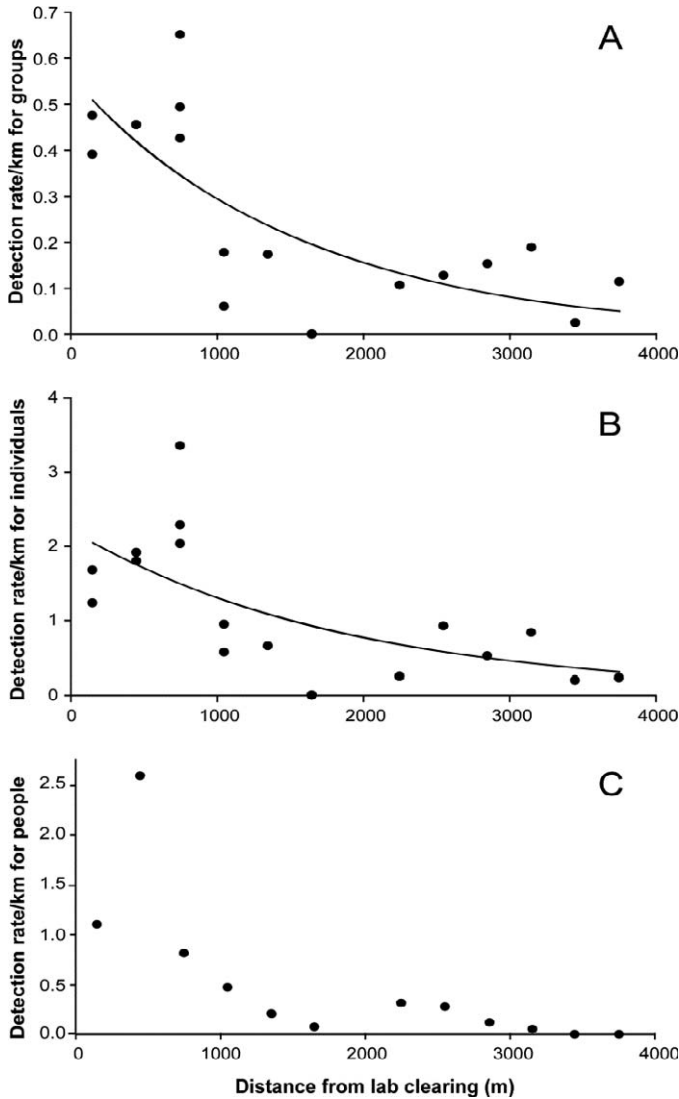 A
Detection rate/km for groups
0.7
0.6
0.5
0.4
0.3
0.2
0.1
0.0
0 1000 2000 3000 4000
B
Detection rate/km for individuals
4
3
2
1
0
0 1000 2000 3000 4000
C
Detection rate/km for people
2.5
2.0
1.5
1.0
0.5
0.0
0 1000 2000 3000 4000
Distance from lab clearing (m)